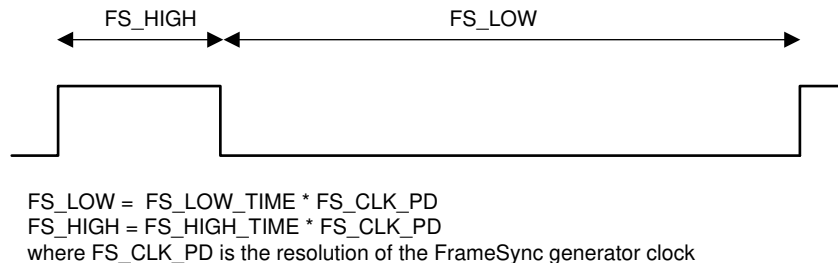 FS_HIGH
FS_LOW
FS_LOW = FS_LOW_TIME * FS_CLK_PD
FS_HIGH = FS_HIGH_TIME * FS_CLK_PD
where FS_CLK_PD is the resolution of the FrameSync generator clock